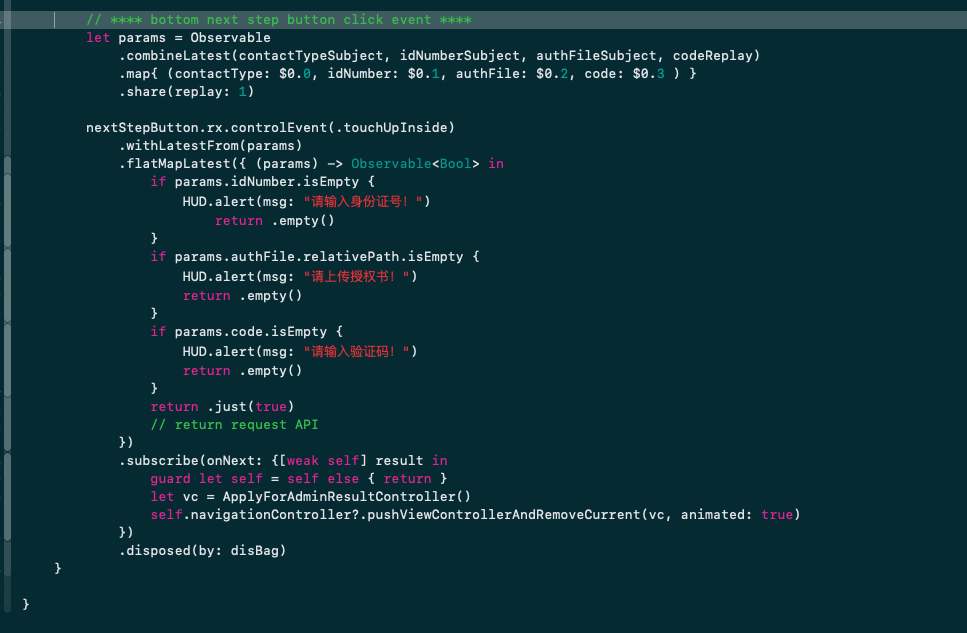 // **** bottom next step button click event ****
let params = Observable
.combineLatest(contactTypeSubject, idNumberSubject, authFileSubject, codeReplay)
.map{ (contactType: $0.0, idNumber: $0.1, authFile: $0.2, code: $0.3 ) }
.share(replay: 1)
nextStepButton.rx.controlEvent(.touchUpInside)
.withLatestFrom(params)
.flatMapLatest({ (params) -> Observable<Bool> in
if params.idNumber.isEmpty {
HUD.alert(msg: "请输入身份证号！")
return .empty()
}
if params.authFile.relativePath.isEmpty {
HUD.alert(msg: "请上传授权书！")
return .empty()
}
if params.code.isEmpty {
HUD.alert(msg: "请输入验证码！")
return .empty()
}
return .just(true)
// return request API
})
.subscribe(onNext: {[weak self] result in
guard let self = self else { return }
let vc = ApplyForAdminResultController()
self.navigationController?.pushViewControllerAndRemoveCurrent(vc, animated: true)
})
.disposed(by: disBag)
}
}